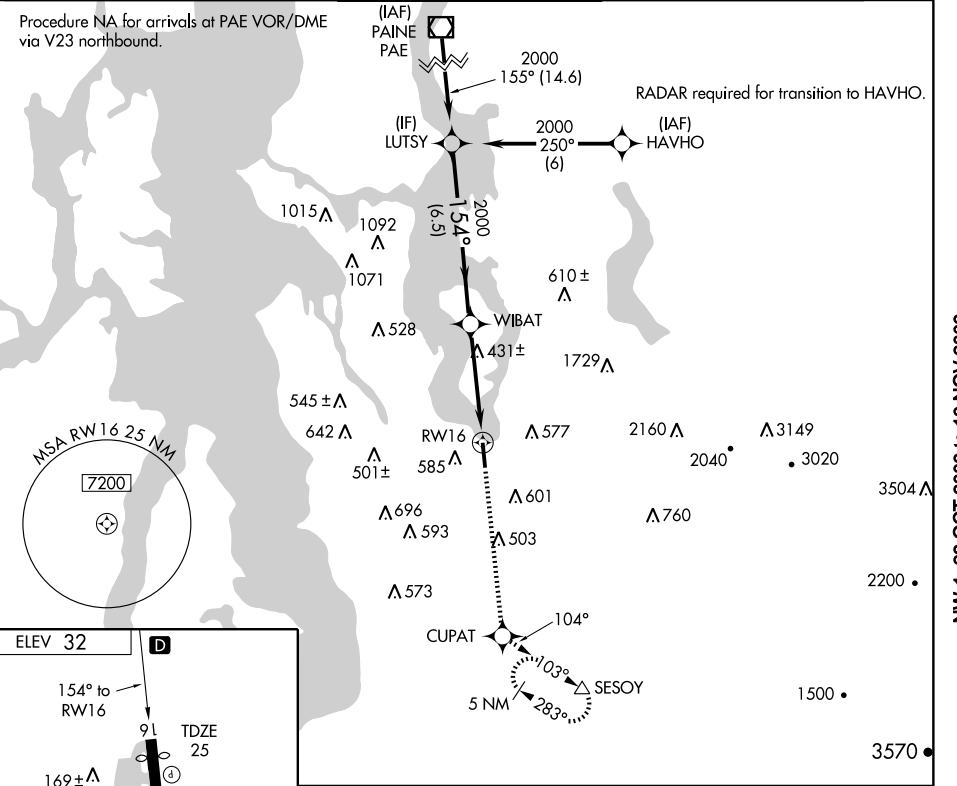 Procedure NA for arrivals at PAE VOR/DME
via V23 northbound.
(IAF)
PAINE
PAE
2000
155° (14.6)
RADAR required for transition to HAVHO.
(IF)
LUTSY
2000
250°
(6)
(IAF)
HAVHO
2000
154°
(6.5)
1015
1092
1071
610 ±
528
WIBAT
431±
1729
545 ±
642
501±
RW16
585
577
2160
3149
2040
3020
MSA RW16 25 NM
7200
3504
696
601
593
760
503
573
2200
CUPAT
104°
103°
SESOY
5 NM
283°
1500
3570
ELEV 32
D
154° to
RW16
16
TDZE
25
P
169±